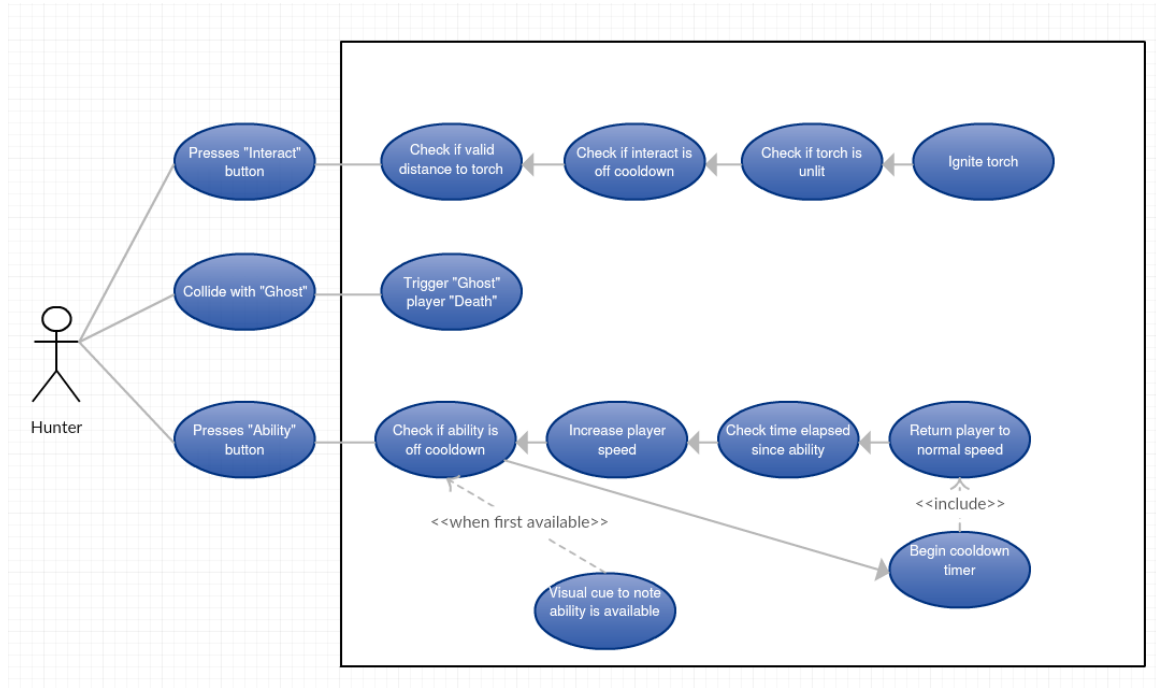 Presses "Interact"
button
Check if valid
distance to torch
Check if interact is
off cooldown
Check if torch is
unlit
Ignite torch
Collide with "Ghost"
Trigger "Ghost"
player "Death"
Hunter
Presses "Ability"
button
Check if ability is
off cooldown
Increase player
speed
Check time elapsed
since ability
Return player to
normal speed
<<when first available>>
<<include>>
Begin cooldown
timer
Visual cue to note
ability is available